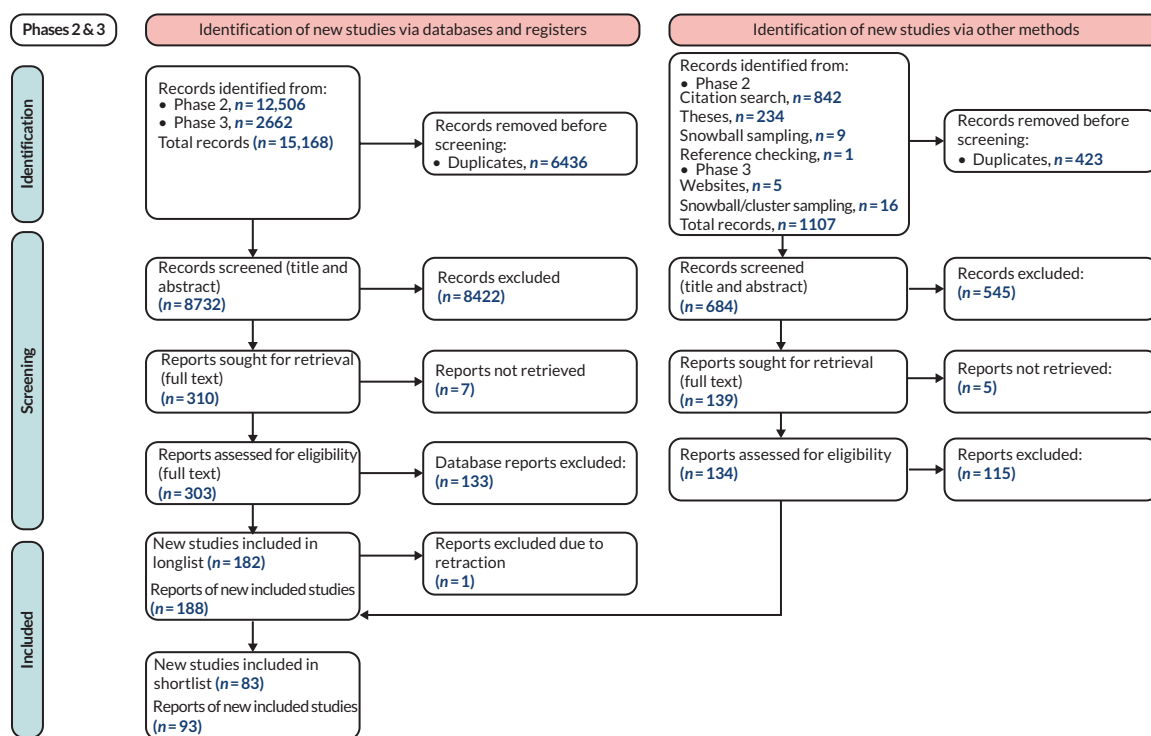 Phases 2 & 3
Identification of new studies via databases and registers
Identification of new studies via other methods
Identification
Records identified from:
• Phase 2, n = 12,506
• Phase 3, n = 2662
Total records (n = 15,168)
Records removed before
screening:
• Duplicates, n = 6436
Records identified from:
• Phase 2
Citation search, n = 842
Theses, n = 234
Snowball sampling, n = 9
Reference checking, n = 1
• Phase 3
Websites, n = 5
Snowball/cluster sampling, n = 16
Total records, n = 1107
Records removed before
screening:
• Duplicates, n = 423
Screening
Records screened (title and
abstract)
(n = 8732)
Records excluded
(n = 8422)
Records screened
(title and abstract)
(n = 684)
Records excluded:
(n = 545)
Reports sought for retrieval
(full text)
(n = 310)
Reports not retrieved
(n = 7)
Reports sought for retrieval
(full text)
(n = 139)
Reports not retrieved:
(n = 5)
Reports assessed for eligibility
(full text)
(n = 303)
Database reports excluded:
(n = 133)
Reports assessed for eligibility
(n = 134)
Reports excluded:
(n = 115)
Included
New studies included in
longlist (n = 182)
Reports of new included studies
(n = 188)
Reports excluded due to
retraction
(n = 1)
New studies included in
shortlist (n = 83)
Reports of new included studies
(n = 93)